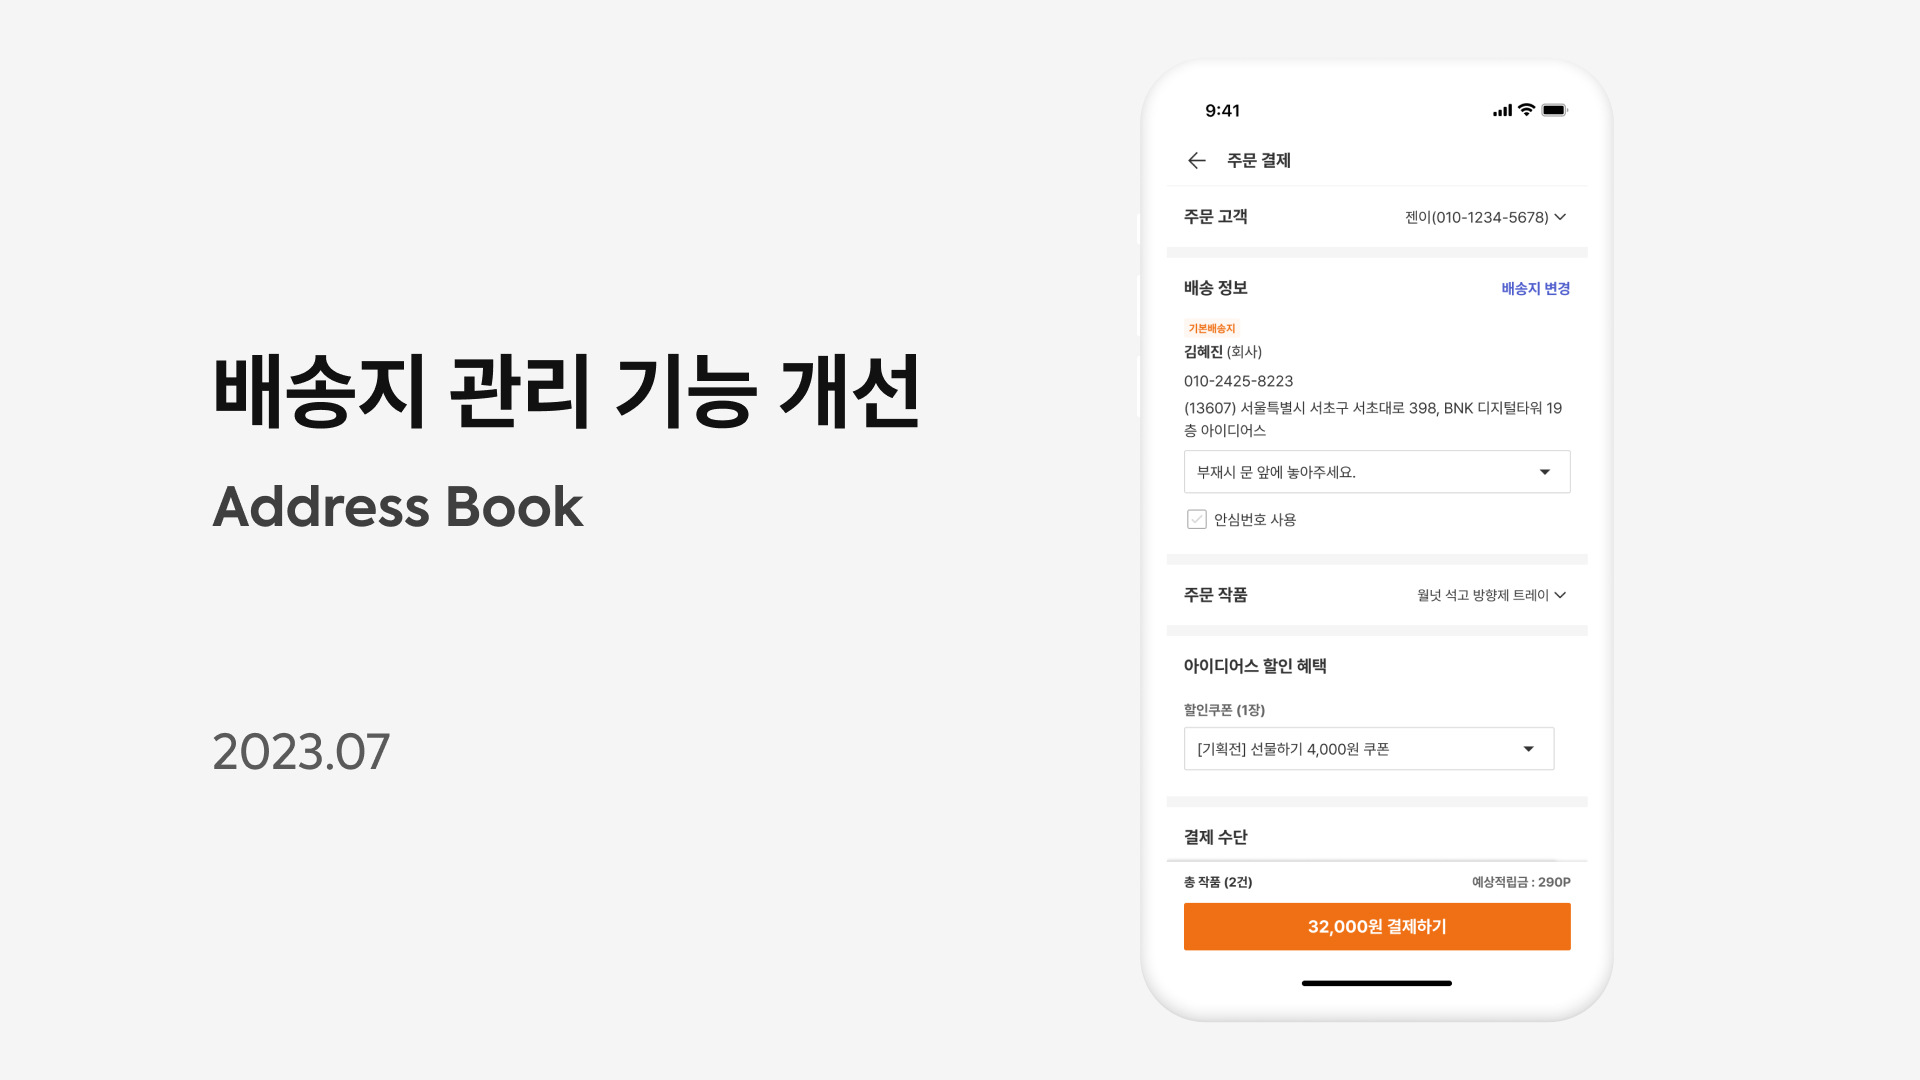 배송지 관리 기능 개선
Address Book
2023.07
9:41
주문 결제
주문 고객
젠이(010-1234-5678)
배송 정보
배송지 변경
기본배송지
김혜진 (회사)
010-2425-8223
(13607) 서울특별시 서초구 서초대로 398, BNK 디지털타워 19
층 아이디어스
부재시 문 앞에 놓아주세요.
안심번호 사용
주문 작품
월넛 석고 방향제 트레이
아이디어스 할인 혜택
할인쿠폰 (1장)
[기획전] 선물하기 4,000원 쿠폰
결제 수단
총 작품 (2건)
예상적립금 : 290P
32,000원 결제하기